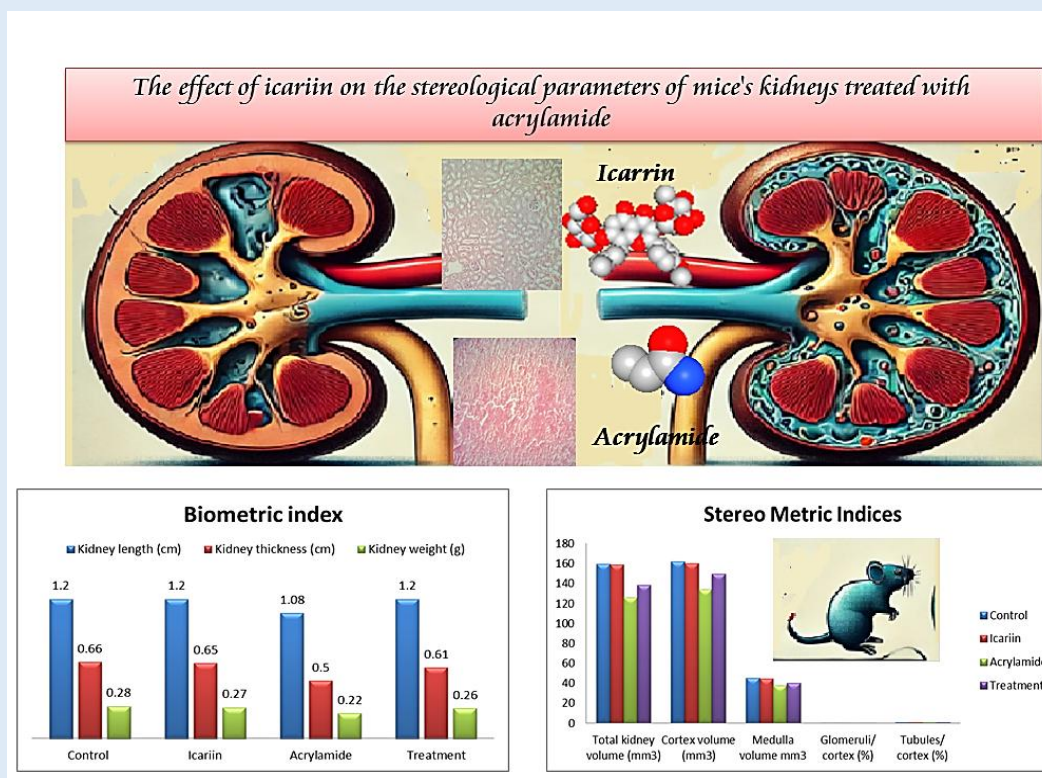 The effect of icariin on the stereological parameters of mice's kidneys treated with
acrylamide
Icarrin
Acrylamide
Biometric index
Kidney length (cm) Kidney thickness (cm) Kidney weight (g)
1.2 0.66 0.28
1.2 0.65 0.27
1.08 0.5 0.22
1.2 0.61 0.26
Control Icariin Acrylamide Treatment
Stereo Metric Indices
180
160
140
120
100
80
60
40
20
0
Total kidney Cortex volume Medulla Glomeruli/ Tubules/
volume (mm3) (mm3) volume mm3 cortex (%) cortex (%)
Control
Icariin
Acrylamide
Treatment